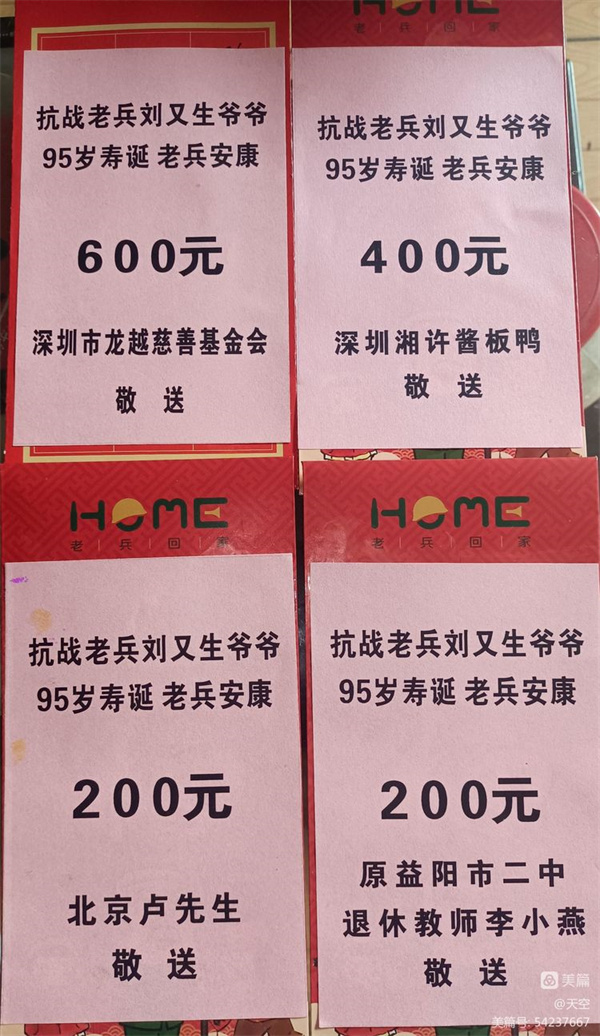 抗战老兵刘又生爷爷
95岁寿诞 老兵安康
600元
深圳市龙越慈善基金会
敬 送
HOME
老 | 兵 | 回 | 家
抗战老兵刘又生爷爷
95岁寿诞 老兵安康
400元
深圳湘许酱板鸭
敬 送
HOME
老 | 兵 | 回 | 家
抗战老兵刘又生爷爷
95岁寿诞 老兵安康
200元
北京卢先生
敬 送
HOME
老 | 兵 | 回 | 家
抗战老兵刘又生爷爷
95岁寿诞 老兵安康
200元
原益阳市二中
退休教师李小燕
敬 送
美篇
@天空
美篇号: 54237667